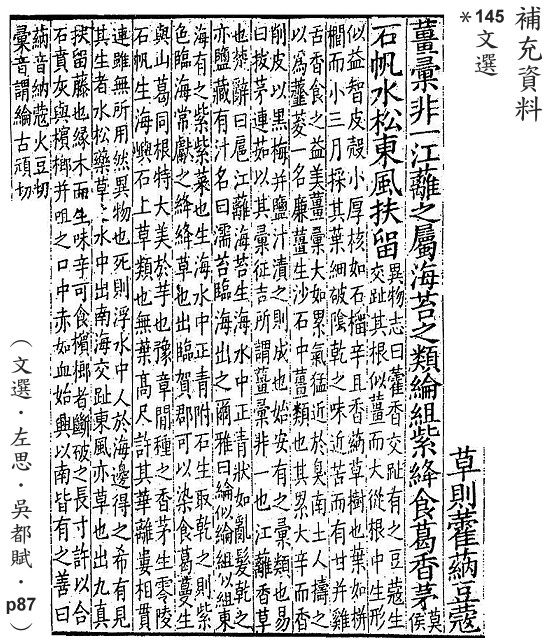 補充資料
*145 文選
草則藿蒳豆蔻
薑彙非一江蘺之屬海苔之類綸組紫絳食葛香茅莫侯
石帆水松東風扶留異物志曰藿香交趾有之豆蔻生
交趾其根似薑而大從根中生形
似益智皮殼小厚核如石榴辛且香蒳草樹也葉如栟
櫚而小三月採其葉細破陰乾之味近苦而有甘并雞
舌香食之益美薑彙大如累氣猛近於臭南土人擣之
以為虀菱一名廉薑生沙石中薑類也其累大辛而香
削皮以黑梅并鹽汁漬之則成也始安有之彙類也易
曰拔茅連茹以其彙征吉所謂薑彙非一也江蘺香草
也楚辭曰扈江蘺海苔生海水中正青狀如亂髮乾之
亦鹽藏有汁名曰濡苔臨海出之爾雅曰綸似綸組似組東
海有之紫紫菜也生海水中正青附石生取乾之則紫
色臨海常獻之絳絳草也出臨賀郡可以染食葛蔓生
與山葛同根特大美於芋也豫章間種之香茅生零陵
石帆生海嶼石上草類也無葉高尺許其華離婁相貫
連雖無所用然異物也死則浮水中人於海邊得之希有見
其生者水松藥草之水中出南海交趾東風亦草也出九真
扶留藤也緣木而生味辛可食檳榔者斷破之長寸許以合
石賁灰與檳榔并咀之口中赤如血始興以南皆有之善曰
蒳音納蔻火豆切
彙音謂綸古頑切
（文選．左思．吳都賦．p87）